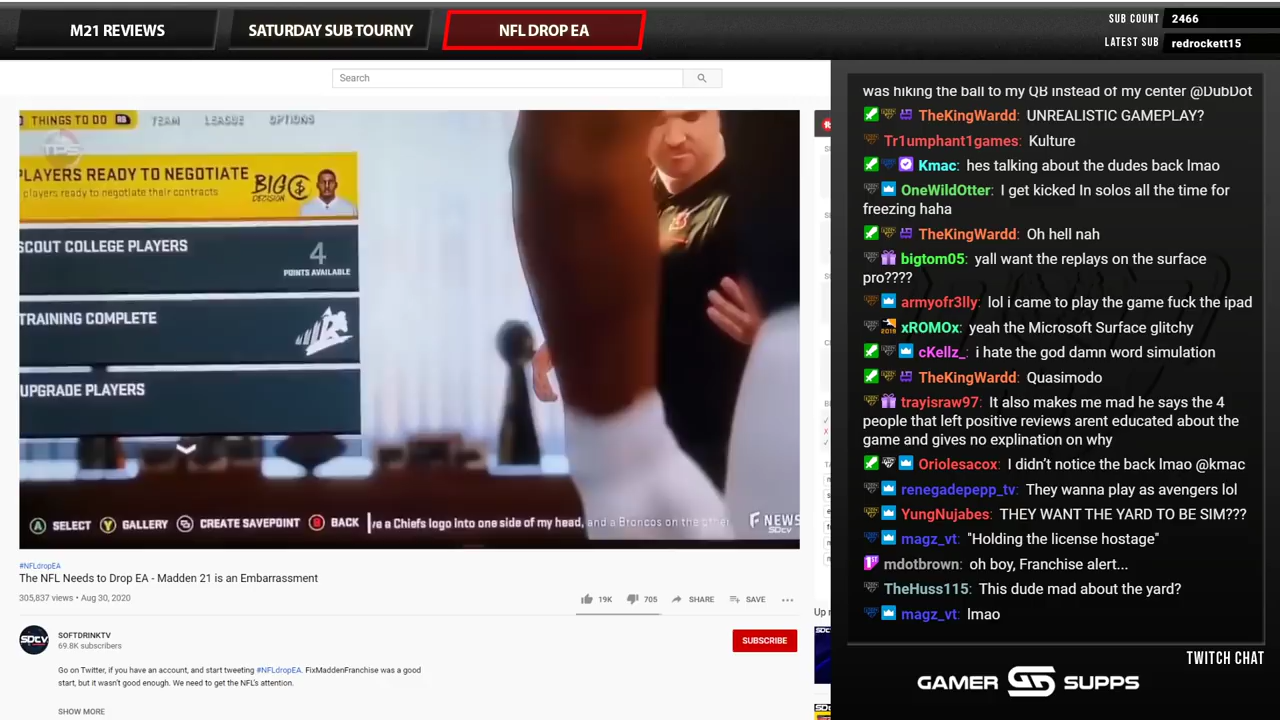 M21 REVIEWS
SATURDAY SUB TOURNY
NFL DROP EA
SUB COUNT 2466
LATEST SUB redrockett15
Search
THINGS TO DO RB TEAM LEAGUE OPTIONS
TPS
PLAYERS READY TO NEGOTIATE
players ready to negotiate their contracts
BIG $
DECISION
SCOUT COLLEGE PLAYERS
4
POINTS AVAILABLE
TRAINING COMPLETE
UPGRADE PLAYERS
A SELECT Y GALLERY CREATE SAVEPOINT B BACK
ve a Chiefs logo into one side of my head, and a Broncos on the other
NEWS
SDCTV
#NFLdropEA
The NFL Needs to Drop EA - Madden 21 is an Embarrassment
305,837 views • Aug 30, 2020
19K 705 SHARE SAVE ...
SOFTDRINKTV
69.8K subscribers
SUBSCRIBE
Go on Twitter, if you have an account, and start tweeting #NFLdropEA. FixMaddenFranchise was a good
start, but it wasn't good enough. We need to get the NFL's attention.
SHOW MORE
Up
was hiking the ball to my QB instead of my center @DubDot
TheKingWardd: UNREALISTIC GAMEPLAY?
Tr1umphant1games: Kulture
Kmac: hes talking about the dudes back lmao
OneWildOtter: I get kicked In solos all the time for
freezing haha
TheKingWardd: Oh hell nah
bigtom05: yall want the replays on the surface
pro????
armyofr3lly: lol i came to play the game fuck the ipad
xROMOx: yeah the Microsoft Surface glitchy
cKellz_: i hate the god damn word simulation
TheKingWardd: Quasimodo
trayisraw97: It also makes me mad he says the 4
people that left positive reviews arent educated about the
game and gives no explination on why
Oriolesacox: I didn't notice the back lmao @kmac
renegadepepp_tv: They wanna play as avengers lol
YungNujabes: THEY WANT THE YARD TO BE SIM???
magz_vt: "Holding the license hostage"
mdotbrown: oh boy, Franchise alert...
TheHuss115: This dude mad about the yard?
magz_vt: lmao
TWITCH CHAT
GAMER SUPPS